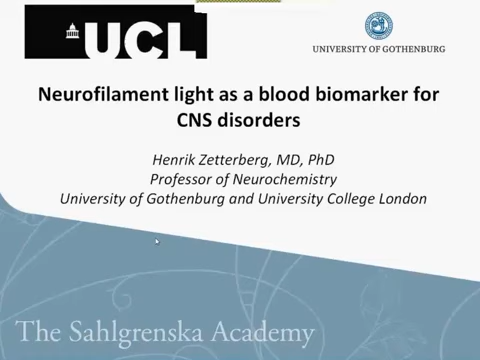 UCL
UNIVERSITY OF GOTHENBURG
Neurofilament light as a blood biomarker for
CNS disorders
Henrik Zetterberg, MD, PhD
Professor of Neurochemistry
University of Gothenburg and University College London
The Sahlgrenska Academy